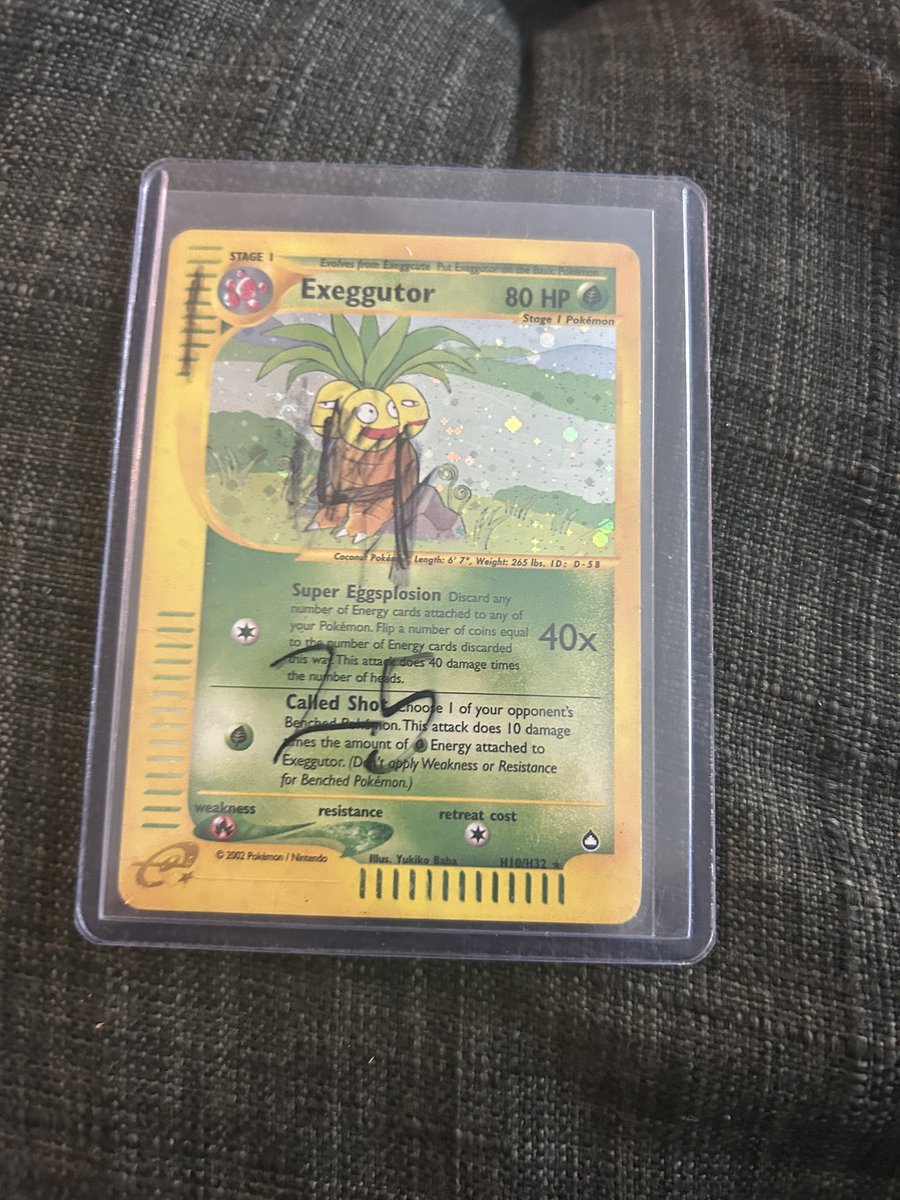 STAGE 1
Evolves from Exeggcute Put Exeggutor on the Basic Pokémon
Exeggutor 80 HP
Stage 1 Pokémon
Coconut Pokémon, Length: 6' 7", Weight: 265 lbs. ID: D-58
Super Eggsplosion Discard any
number of Energy cards attached to any of
your Pokémon. Flip a number of coins equal
to the number of Energy cards discarded
this way. This attack does 40 damage times
the number of heads.
40x
25
Called Shot Choose 1 of your opponent's
Benched Pokémon. This attack does 10 damage
times the amount of Energy attached to
Exeggutor. (Don't apply Weakness or Resistance
for Benched Pokémon.)
weakness resistance retreat cost
© 2002 Pokémon / Nintendo Illus. Yukiko Baba H10/H32